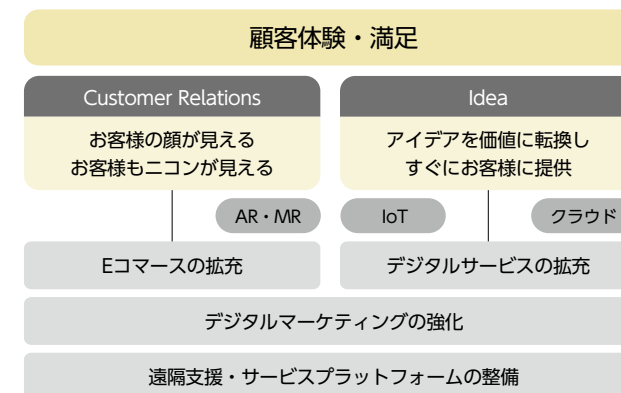 顧客体験・満足
Customer Relations
お客様の顔が見える
お客様もニコンが見える
Idea
アイデアを価値に転換し
すぐにお客様に提供
AR・MR
IoT
クラウド
Eコマースの拡充
デジタルサービスの拡充
デジタルマーケティングの強化
遠隔支援・サービスプラットフォームの整備